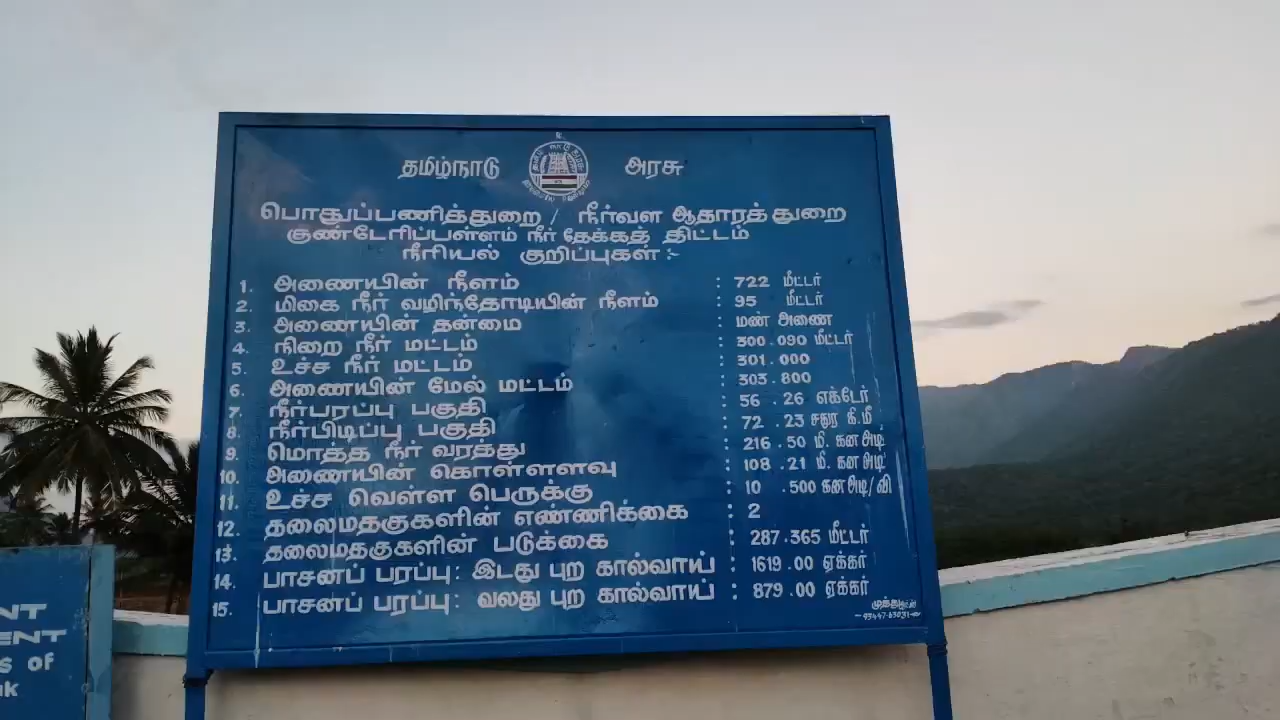 தமிழ்நாடு அரசு
பொதுப்பணித்துறை / நீர்வள ஆதாரத்துறை
குண்டேரிப்பள்ளம் நீர் தேக்கத் திட்டம்
நீரியல் குறிப்புகள் :-
1. அணையின் நீளம் : 722 மீட்டர்
2. மிகை நீர் வழிந்தோடியின் நீளம் : 95 மீட்டர்
3. அணையின் தன்மை : மண் அணை
4. நிறை நீர் மட்டம் : 300.090 மீட்டர்
5. உச்ச நீர் மட்டம் : 301.000
6. அணையின் மேல் மட்டம் : 303.800
7. நீர்பரப்பு பகுதி : 56.26 எக்டேர்
8. நீர்பிடிப்பு பகுதி : 72.23 சதுர கி.மீ
9. மொத்த நீர் வரத்து : 216.50 மி.கனஅடி
10. அணையின் கொள்ளளவு : 108.21 மி.கனஅடி
11. உச்ச வெள்ள பெருக்கு : 10.500 கனஅடி/வி
12. தலைமதகுகளின் எண்ணிக்கை : 2
13. தலைமதகுகளின் படுக்கை : 287.365 மீட்டர்
14. பாசனப் பரப்பு : இடது புற கால்வாய் : 1619.00 ஏக்கர்
15. பாசனப் பரப்பு : வலது புற கால்வாய் : 879.00 ஏக்கர்
ENT
MENT
s of